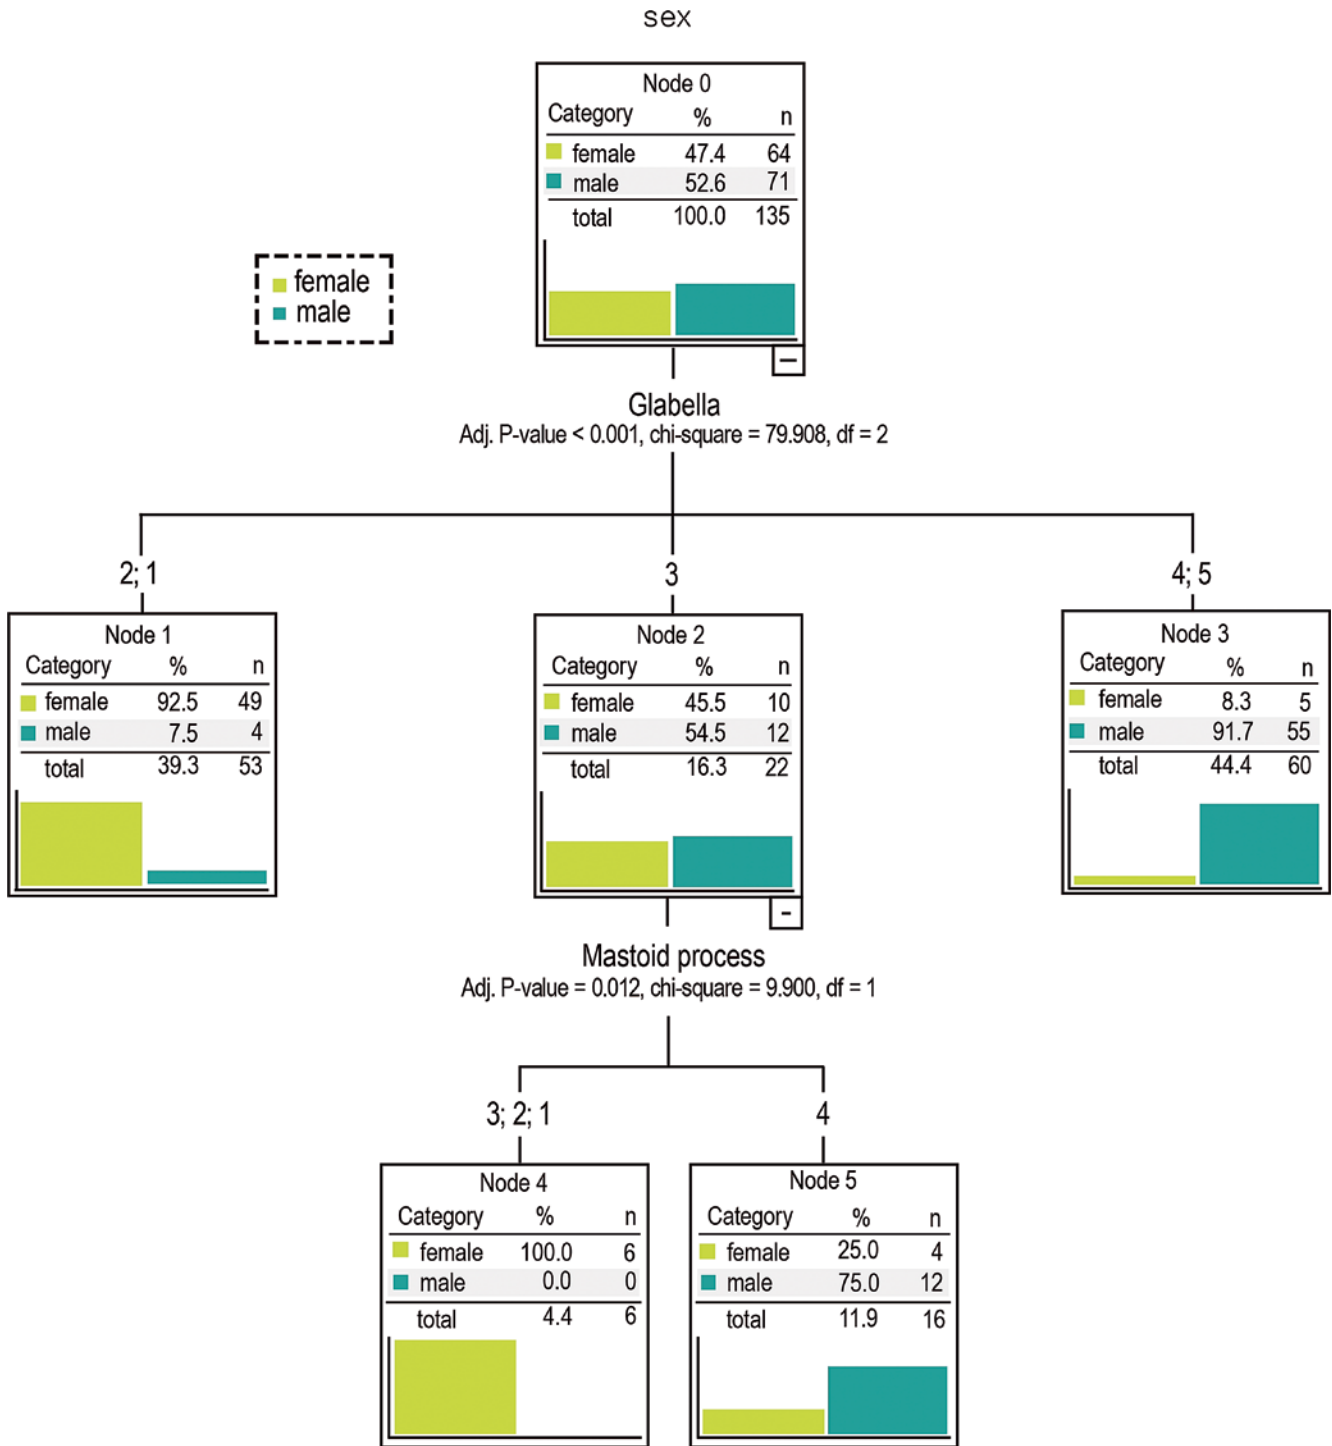 sex
Node 0
Category % n
female 47.4 64
male 52.6 71
total 100.0 135
female
male
Glabella
Adj. P-value < 0.001, chi-square = 79.908, df = 2
2; 1
3
4; 5
Node 1
Category % n
female 92.5 49
male 7.5 4
total 39.3 53
Node 2
Category % n
female 45.5 10
male 54.5 12
total 16.3 22
Node 3
Category % n
female 8.3 5
male 91.7 55
total 44.4 60
Mastoid process
Adj. P-value = 0.012, chi-square = 9.900, df = 1
3; 2; 1
4
Node 4
Category % n
female 100.0 6
male 0.0 0
total 4.4 6
Node 5
Category % n
female 25.0 4
male 75.0 12
total 11.9 16